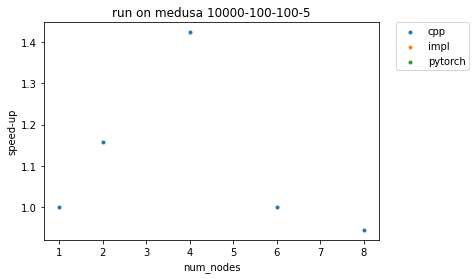 run on medusa 10000-100-100-5
cpp
impl
pytorch
speed-up
1.4
1.3
1.2
1.1
1.0
1 2 3 4 5 6 7 8
num_nodes